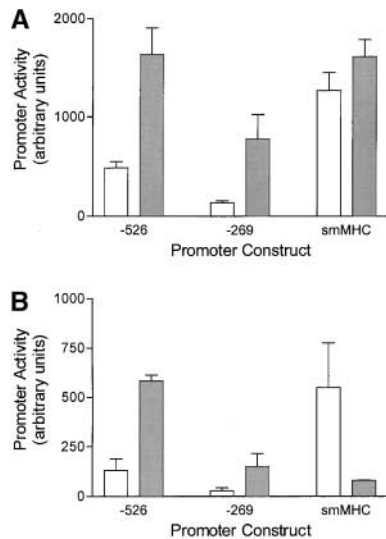 A
Promoter Activity
(arbitrary units)
2000
1000
0
-526
-269
smMHC
Promoter Construct
B
Promoter Activity
(arbitrary units)
1000
750
500
250
0
-526
-269
smMHC
Promoter Construct